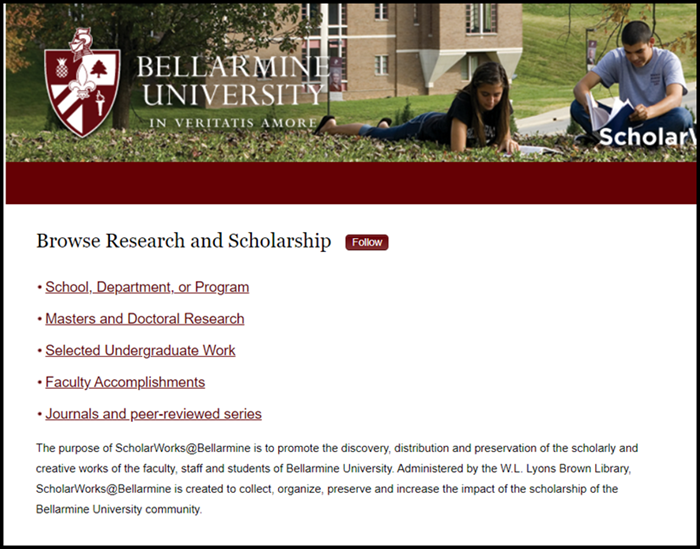 BELLARMINE
UNIVERSITY
IN VERITATIS AMORE
ScholarW
Browse Research and Scholarship Follow
• School, Department, or Program
• Masters and Doctoral Research
• Selected Undergraduate Work
• Faculty Accomplishments
• Journals and peer-reviewed series
The purpose of ScholarWorks@Bellarmine is to promote the discovery, distribution and preservation of the scholarly and
creative works of the faculty, staff and students of Bellarmine University. Administered by the W.L. Lyons Brown Library,
ScholarWorks@Bellarmine is created to collect, organize, preserve and increase the impact of the scholarship of the
Bellarmine University community.